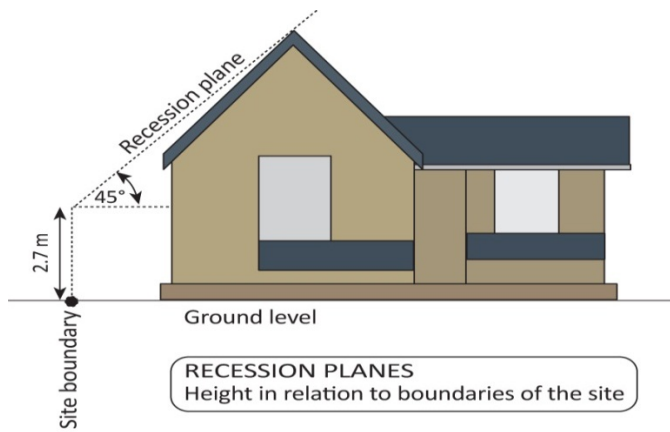 Recession plane
45°
2.7 m
Site boundary
Ground level
RECESSION PLANES
Height in relation to boundaries of the site